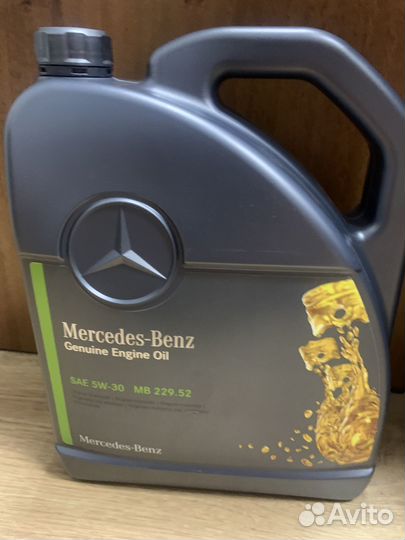 Mercedes-Benz
Genuine Engine Oil
SAE 5W-30 MB 229.52
Mercedes-Benz
Avito